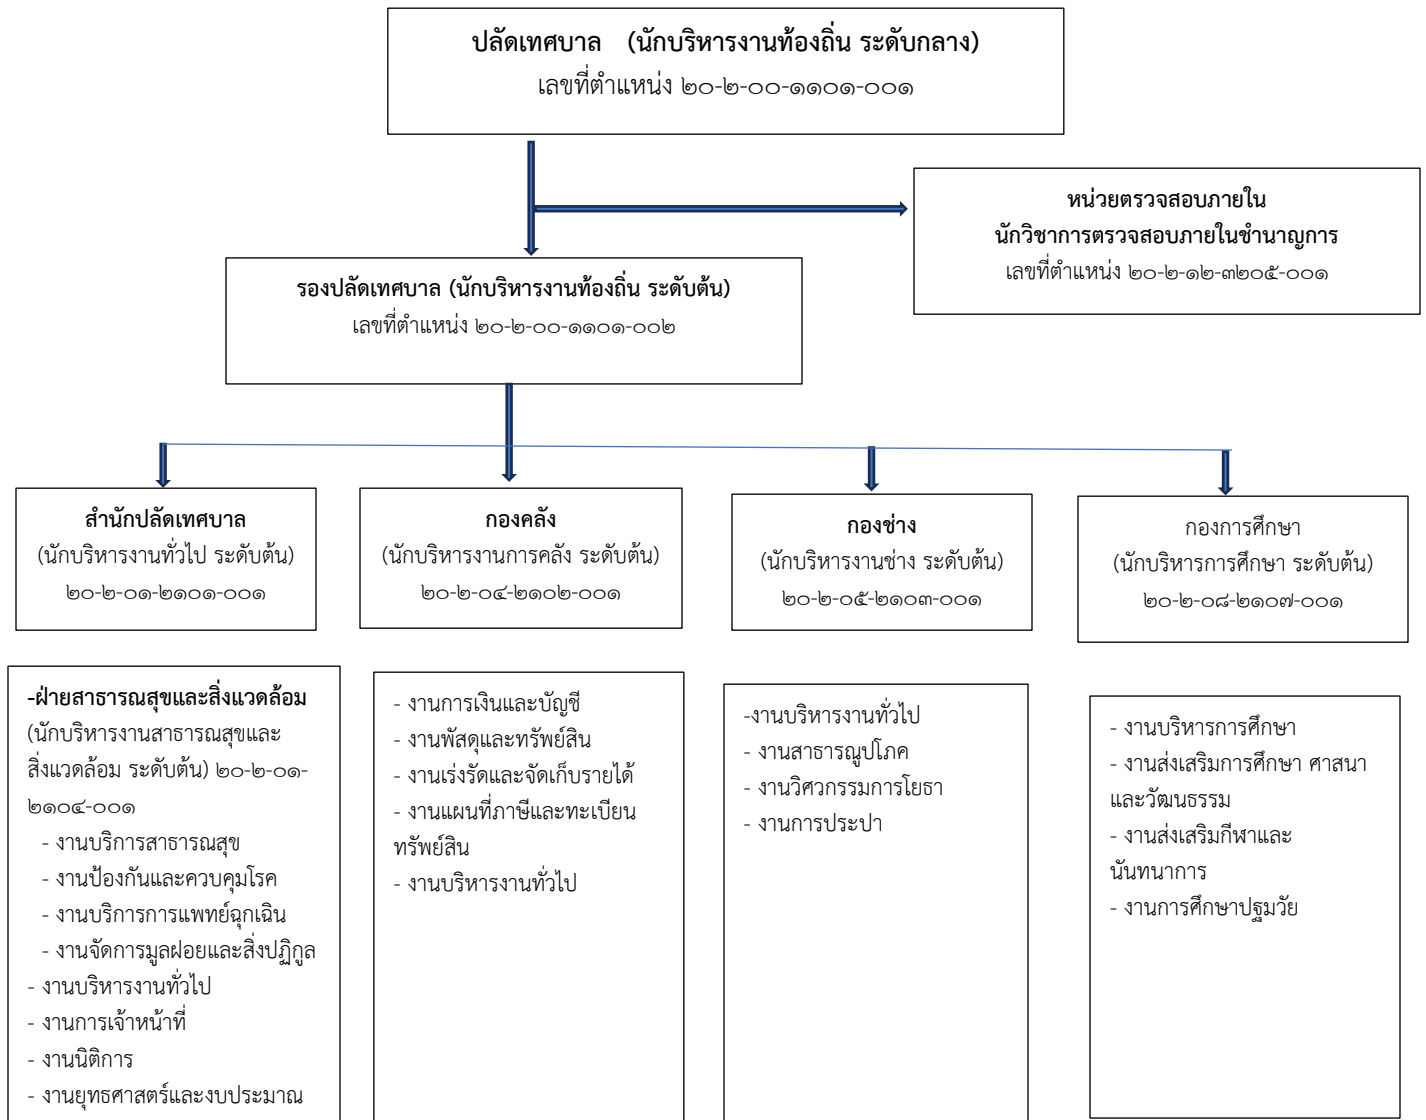 ปลัดเทศบาล (นักบริหารงานท้องถิ่น ระดับกลาง)
เลขที่ตำแหน่ง ๒๐-๒-๐๐-๑๑๐๑-๐๐๑
หน่วยตรวจสอบภายใน
นักวิชาการตรวจสอบภายในชำนาญการ
เลขที่ตำแหน่ง ๒๐-๒-๑๒-๓๒๐๕-๐๐๑
รองปลัดเทศบาล (นักบริหารงานท้องถิ่น ระดับต้น)
เลขที่ตำแหน่ง ๒๐-๒-๐๐-๑๑๐๑-๐๐๒
สำนักปลัดเทศบาล
(นักบริหารงานทั่วไป ระดับต้น)
๒๐-๒-๐๑-๒๑๐๑-๐๐๑
กองคลัง
(นักบริหารงานการคลัง ระดับต้น)
๒๐-๒-๐๔-๒๑๐๒-๐๐๑
กองช่าง
(นักบริหารงานช่าง ระดับต้น)
๒๐-๒-๐๕-๒๑๐๓-๐๐๑
กองการศึกษา
(นักบริหารการศึกษา ระดับต้น)
๒๐-๒-๐๘-๒๑๐๗-๐๐๑
-ฝ่ายสาธารณสุขและสิ่งแวดล้อม
(นักบริหารงานสาธารณสุขและ
สิ่งแวดล้อม ระดับต้น) ๒๐-๒-๐๑-
๒๑๐๔-๐๐๑
- งานบริการสาธารณสุข
- งานป้องกันและควบคุมโรค
- งานบริการการแพทย์ฉุกเฉิน
- งานจัดการมูลฝอยและสิ่งปฏิกูล
- งานบริหารงานทั่วไป
- งานการเจ้าหน้าที่
- งานนิติการ
- งานยุทธศาสตร์และงบประมาณ
- งานการเงินและบัญชี
- งานพัสดุและทรัพย์สิน
- งานเร่งรัดและจัดเก็บรายได้
- งานแผนที่ภาษีและทะเบียน
ทรัพย์สิน
- งานบริหารงานทั่วไป
-งานบริหารงานทั่วไป
- งานสาธารณูปโภค
- งานวิศวกรรมการโยธา
- งานการประปา
- งานบริหารการศึกษา
- งานส่งเสริมการศึกษา ศาสนา
และวัฒนธรรม
- งานส่งเสริมกีฬาและ
นันทนาการ
- งานการศึกษาปฐมวัย